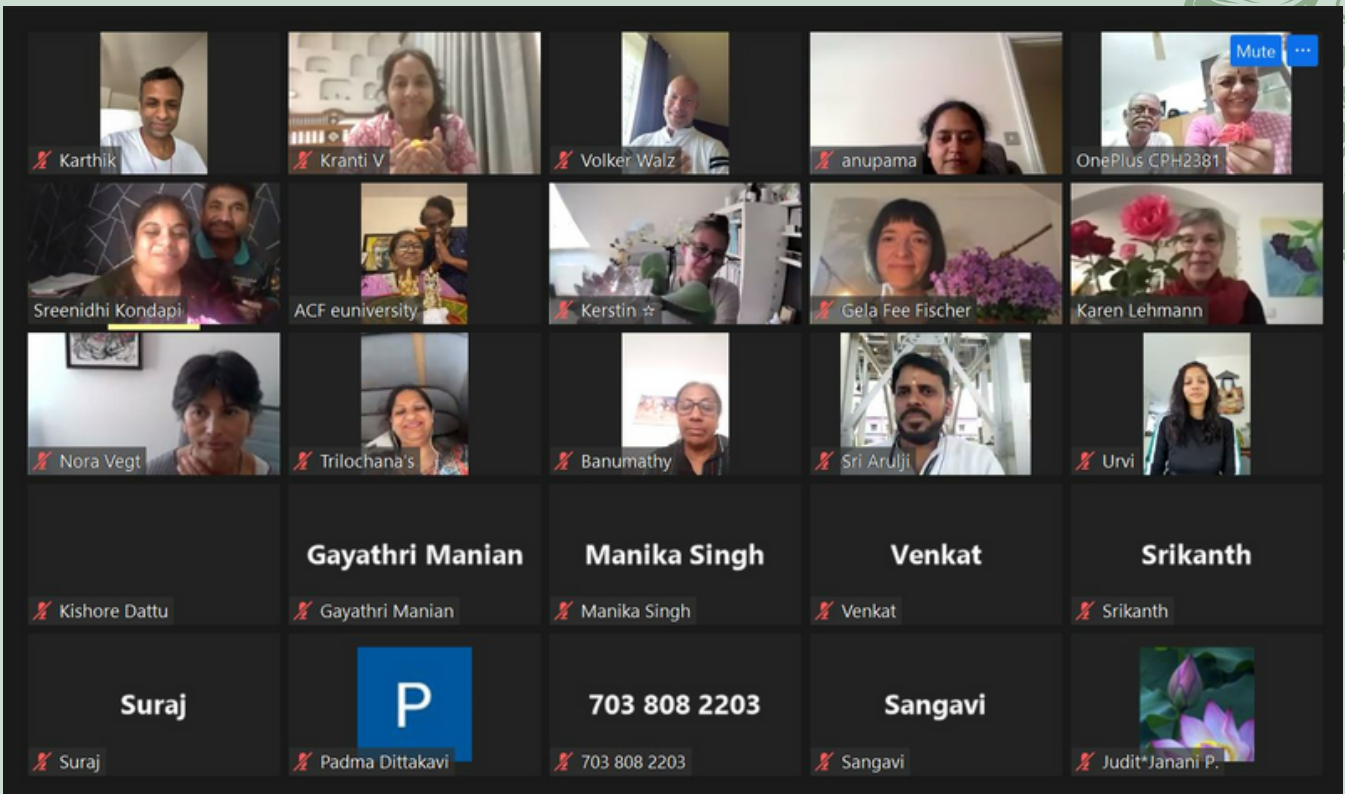 Mute ...
Karthik
Kranti V
Volker Walz
anupama
OnePlus CPH2381
Sreenidhi Kondapi
ACF euniversity
Kerstin ☆
Gela Fee Fischer
Karen Lehmann
Nora Vegt
Trilochana's
Banumathy
Sri Arulji
Urvi
Gayathri Manian
Manika Singh
Venkat
Srikanth
Kishore Dattu
Gayathri Manian
Manika Singh
Venkat
Srikanth
Suraj
P
703 808 2203
Sangavi
Suraj
Padma Dittakavi
703 808 2203
Sangavi
Judit*Janani P.